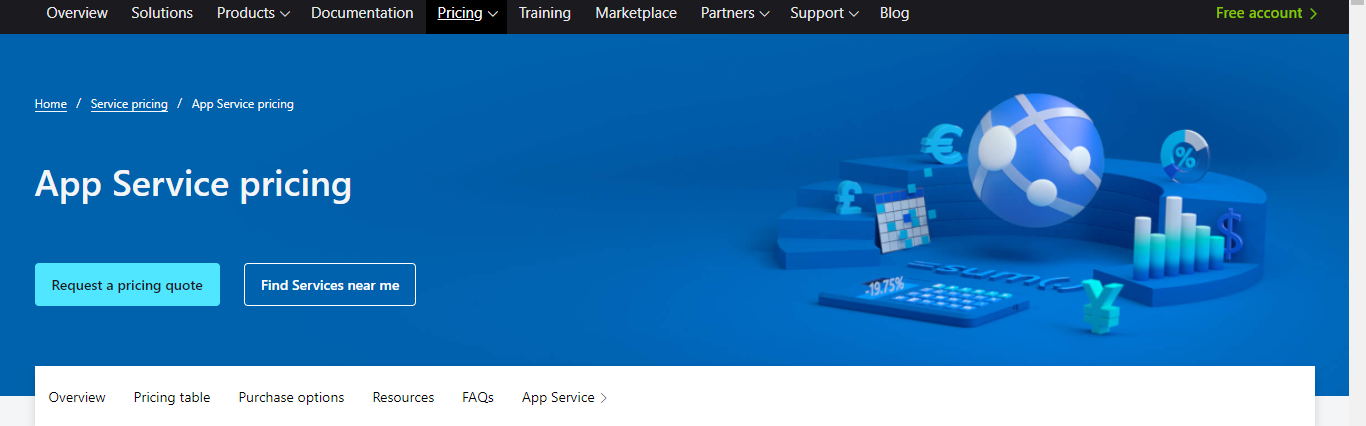 Overview Solutions Products Documentation Pricing Training Marketplace Partners Support Blog Free account
Home / Service pricing / App Service pricing
App Service pricing
Request a pricing quote Find Services near me
€
%
£
$
=sum(
-19.75%
¥
Overview Pricing table Purchase options Resources FAQs App Service